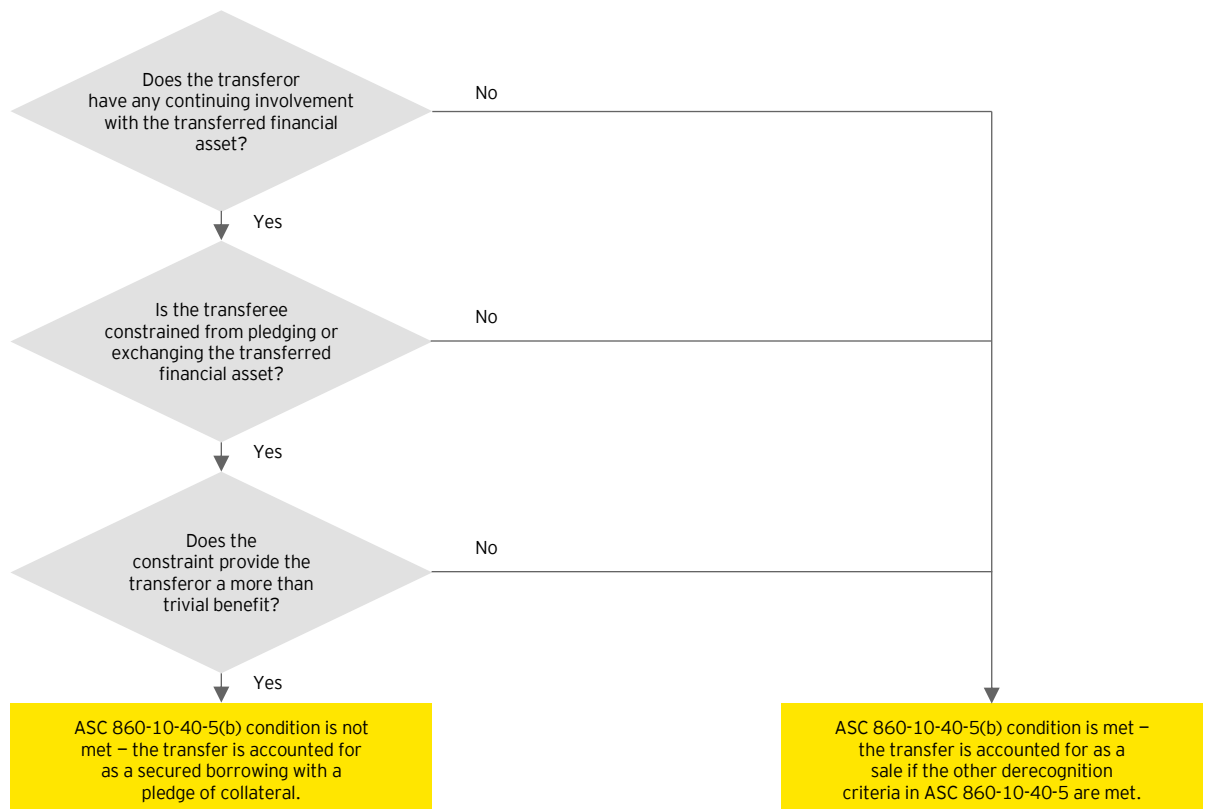 Does the transferor
have any continuing involvement
with the transferred financial
asset?
No
Yes
Is the transferee
constrained from pledging or
exchanging the transferred
financial asset?
No
Yes
Does the
constraint provide the
transferor a more than
trivial benefit?
No
Yes
ASC 860-10-40-5(b) condition is not
met – the transfer is accounted for
as a secured borrowing with a
pledge of collateral.
ASC 860-10-40-5(b) condition is met –
the transfer is accounted for as a
sale if the other derecognition
criteria in ASC 860-10-40-5 are met.